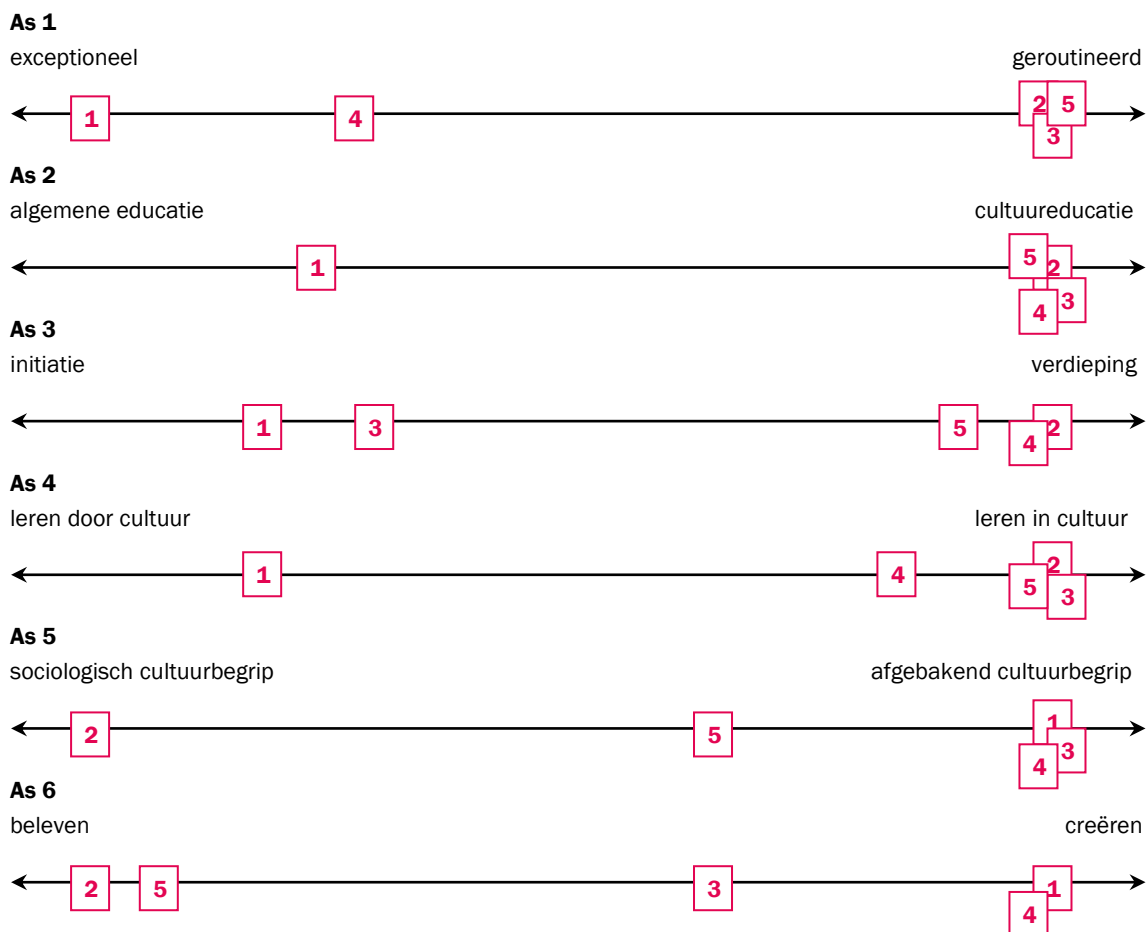 As 1
exceptioneel geroutineerd
1 4 2 5
3
As 2
algemene educatie cultuureducatie
1 5 2
4 3
As 3
initiatie verdieping
1 3 5 4 2
As 4
leren door cultuur leren in cultuur
1 4 5 2
3
As 5
sociologisch cultuurbegrip afgebakend cultuurbegrip
2 5 1
4 3
As 6
beleven creëren
2 5 3 1
4